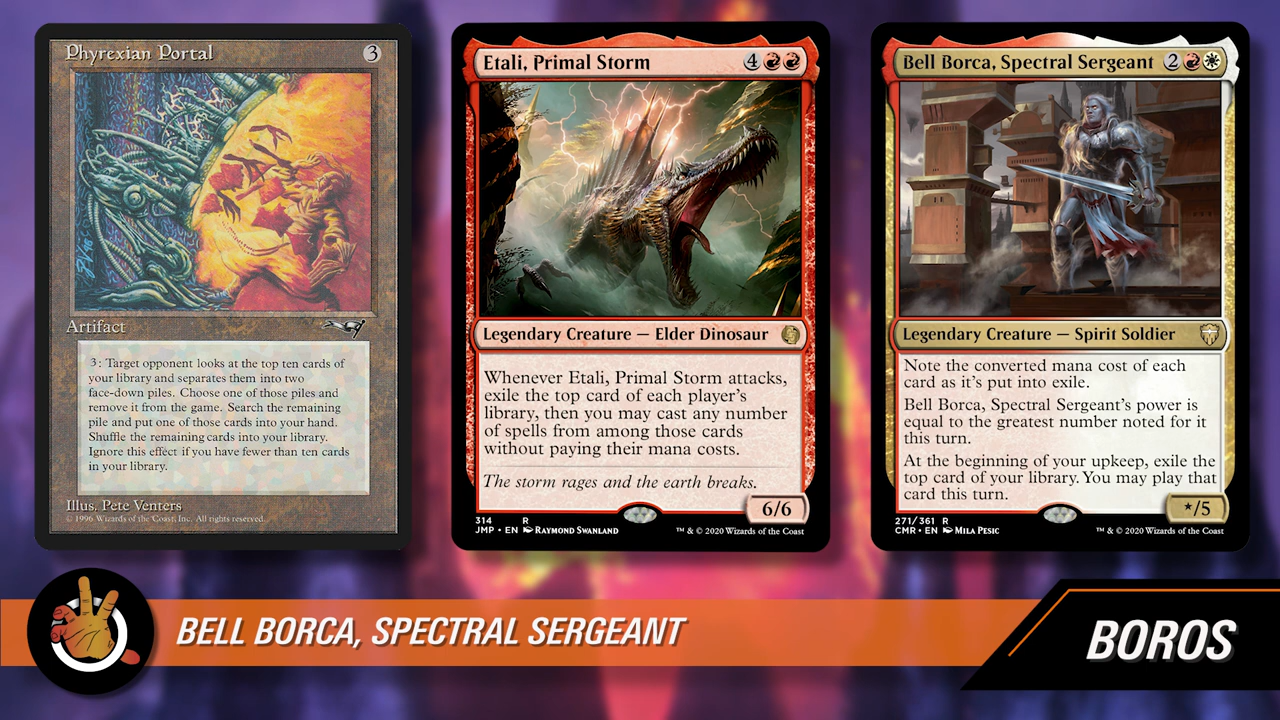 Phyrexian Portal
3
Artifact
3: Target opponent looks at the top ten cards of
your library and separates them into two
face-down piles. Choose one of those piles and
remove it from the game. Search the remaining
pile and put one of those cards into your hand.
Shuffle the remaining cards into your library.
Ignore this effect if you have fewer than ten cards
in your library.
Illus. Pete Venters
© 1996 Wizards of the Coast, Inc. All rights reserved.
Etali, Primal Storm
4
Legendary Creature — Elder Dinosaur
Whenever Etali, Primal Storm attacks,
exile the top card of each player's
library, then you may cast any number
of spells from among those cards
without paying their mana costs.
The storm rages and the earth breaks.
6/6
314 R
JMP • EN Raymond Swanland
™ & © 2020 Wizards of the Coast
Bell Borca, Spectral Sergeant
2
Legendary Creature — Spirit Soldier
Note the converted mana cost of each
card as it's put into exile.
Bell Borca, Spectral Sergeant's power is
equal to the greatest number noted for it
this turn.
At the beginning of your upkeep, exile the
top card of your library. You may play that
card this turn.
*/5
271/361 R
CMR • EN Mila Pesic
™ & © 2020 Wizards of the Coast
BELL BORCA, SPECTRAL SERGEANT
BOROS